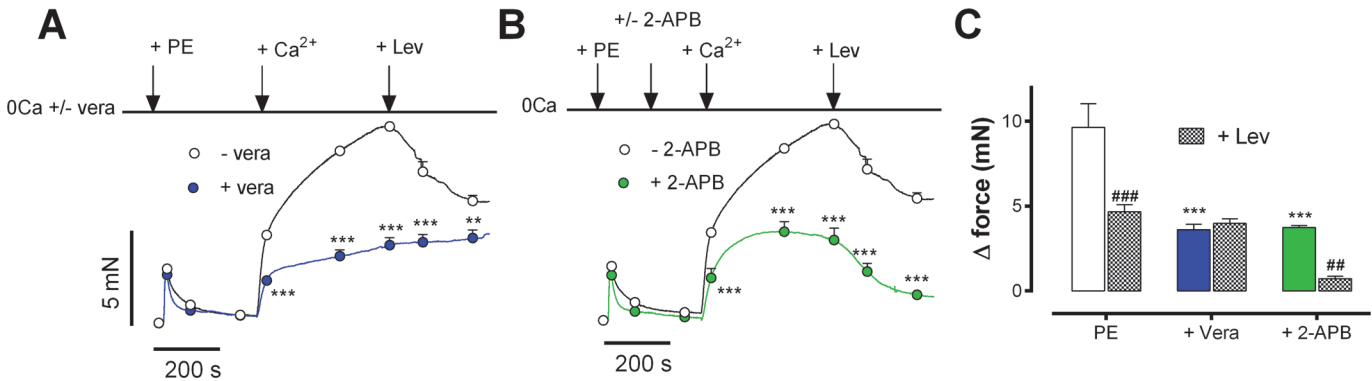 A
+ PE
+ Ca²⁺
+ Lev
0Ca +/- vera
- vera
+ vera
***
***
***
***
**
5 mN
200 s
B
+/- 2-APB
+ PE
+ Ca²⁺
+ Lev
0Ca
- 2-APB
+ 2-APB
***
***
***
***
***
200 s
C
+ Lev
Δ force (mN)
10
5
0
###
***
***
##
PE
+ Vera
+ 2-APB